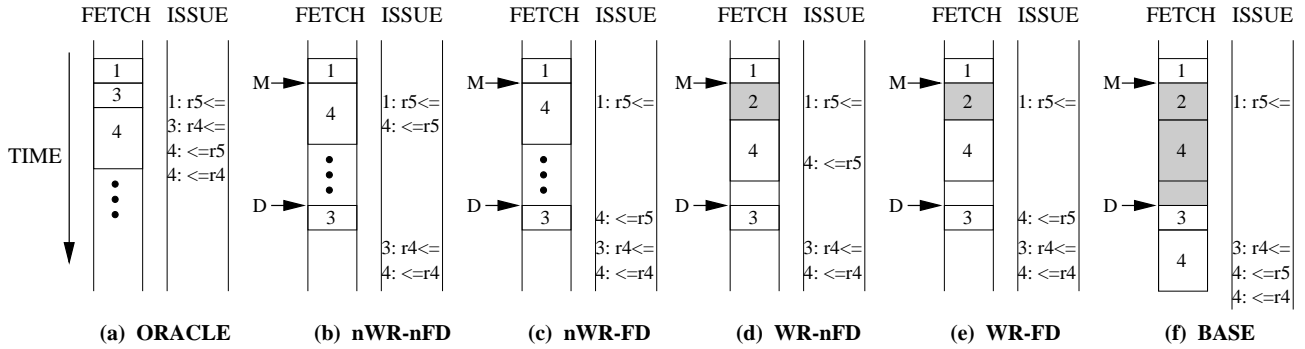 FETCH ISSUE FETCH ISSUE FETCH ISSUE FETCH ISSUE FETCH ISSUE FETCH ISSUE
TIME
1
3
4
1: r5<=
3: r4<=
4: <=r5
4: <=r4
(a) ORACLE
M
D
1
4
3
1: r5<=
4: <=r5
3: r4<=
4: <=r4
(b) nWR-nFD
M
D
1
4
3
1: r5<=
4: <=r5
3: r4<=
4: <=r4
(c) nWR-FD
M
D
1
2
4
3
1: r5<=
4: <=r5
3: r4<=
4: <=r4
(d) WR-nFD
M
D
1
2
4
3
1: r5<=
4: <=r5
3: r4<=
4: <=r4
(e) WR-FD
M
D
1
2
4
3
4
1: r5<=
3: r4<=
4: <=r5
4: <=r4
(f) BASE